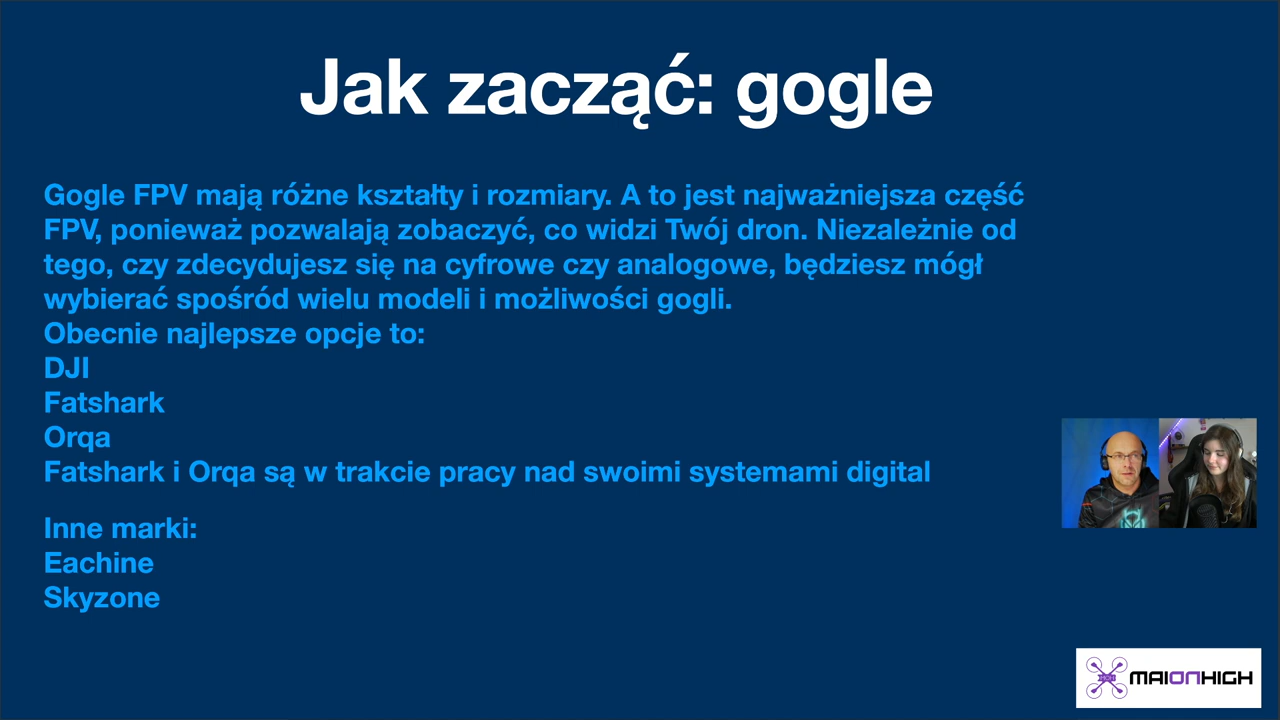 Jak zacząć: gogle
Gogle FPV mają różne kształty i rozmiary. A to jest najważniejsza część
FPV, ponieważ pozwalają zobaczyć, co widzi Twój dron. Niezależnie od
tego, czy zdecydujesz się na cyfrowe czy analogowe, będziesz mógł
wybierać spośród wielu modeli i możliwości gogli.
Obecnie najlepsze opcje to:
DJI
Fatshark
Orqa
Fatshark i Orqa są w trakcie pracy nad swoimi systemami digital
Inne marki:
Eachine
Skyzone
MAIONHIGH